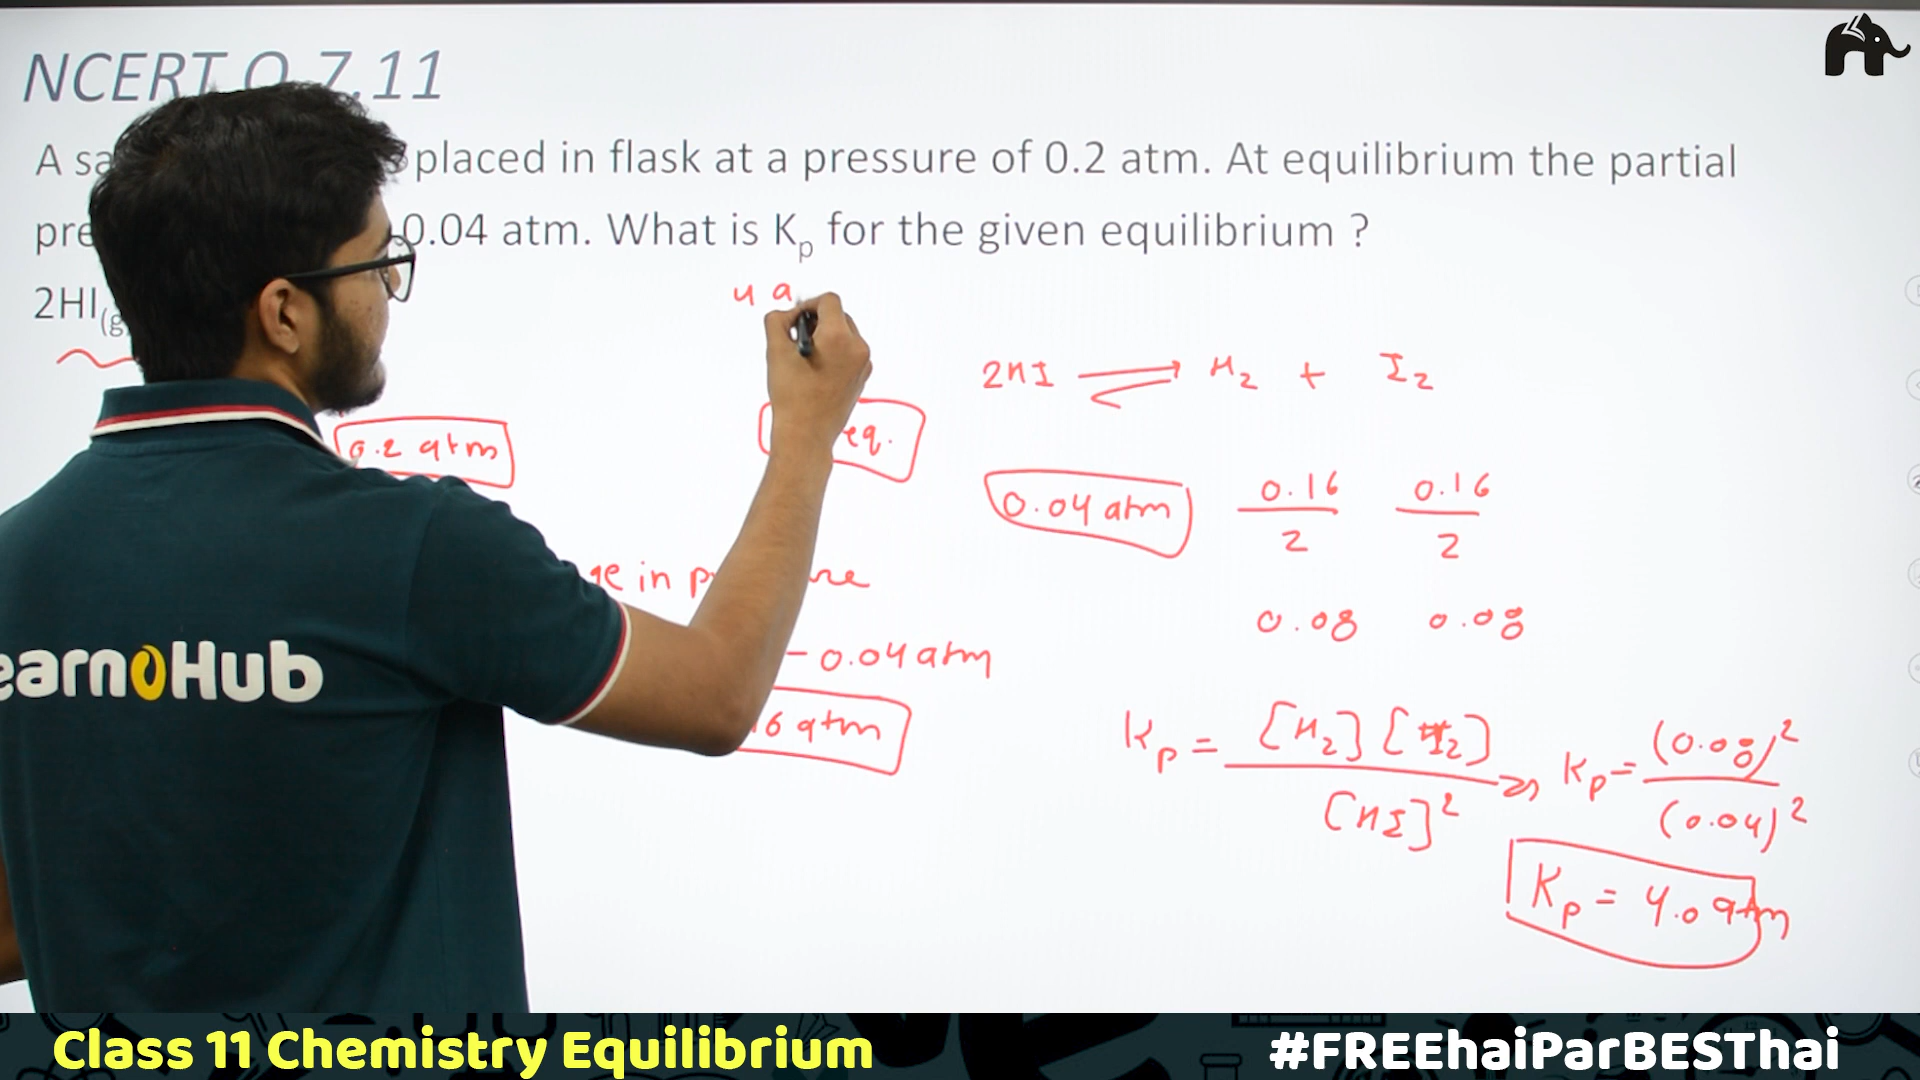 NCERT Q 7.11
A sa placed in flask at a pressure of 0.2 atm. At equilibrium the partial
pre 0.04 atm. What is Kp for the given equilibrium ?
2HI(g
4 a
2HI ⇌ H2 + I2
0.2 atm
eq.
0.04 atm 0.16/2 0.16/2
ge in p re
0.08 0.08
- 0.04 atm
6 atm
Kp = [H2] [I2] / [HI]^2 => Kp = (0.08)^2 / (0.04)^2
Kp = 4.0 atm
earnoHub
Class 11 Chemistry Equilibrium
#FREEhaiParBESThai